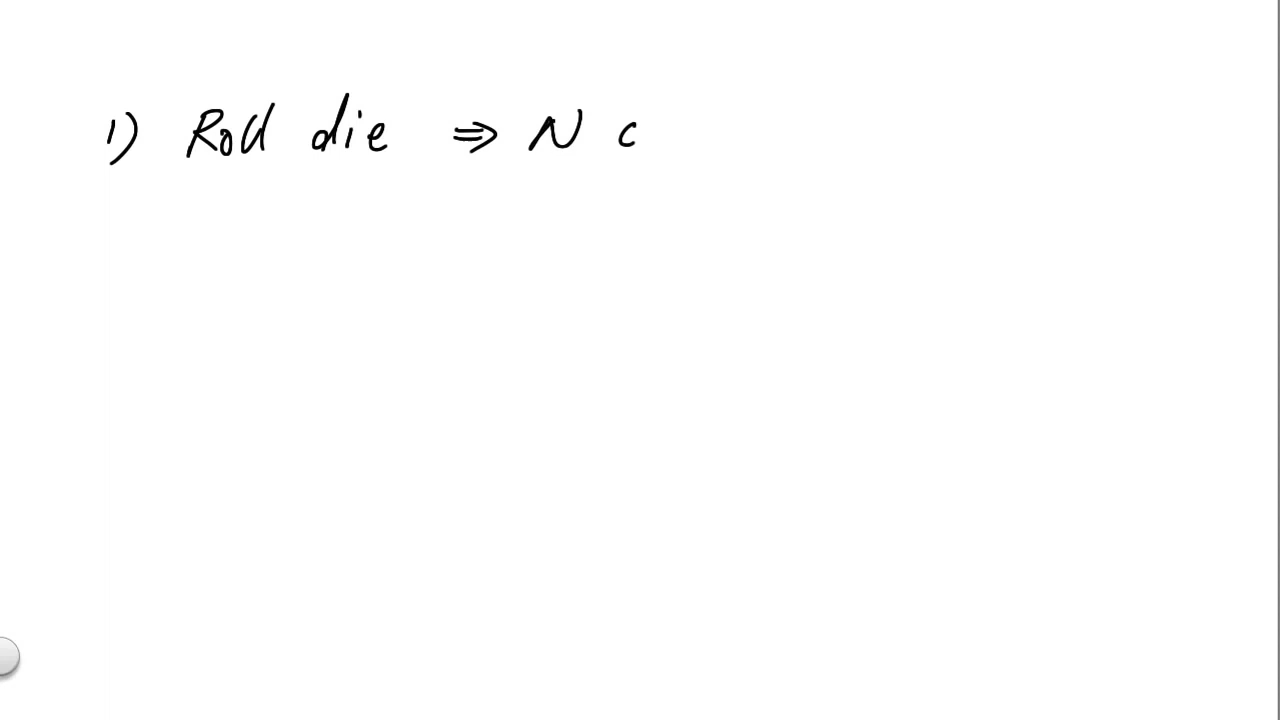 1) Roll die ⇒ N c